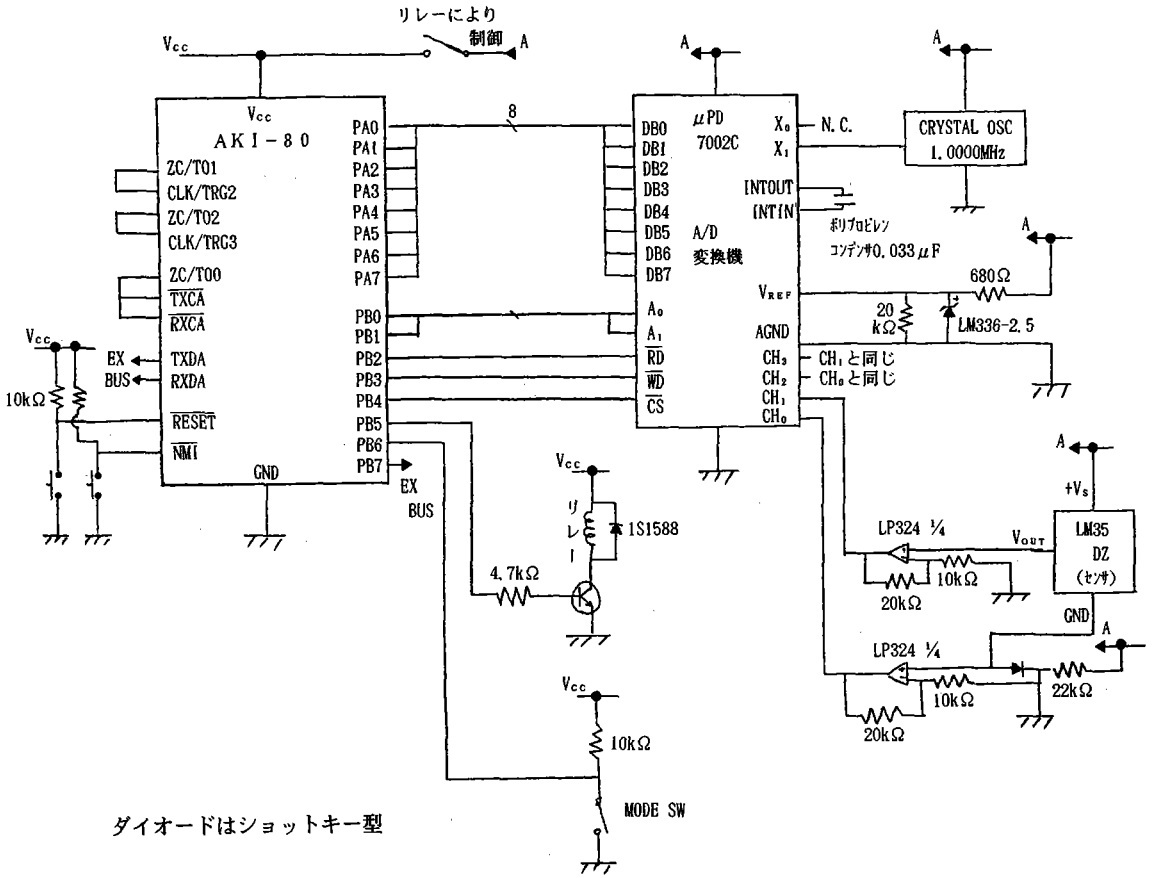 リレーにより
制御
A
Vcc
Vcc
AKI-80
ZC/TO1
CLK/TRG2
ZC/TO2
CLK/TRG3
ZC/TO0
TXCA
RXCA
TXDA
RXDA
RESET
NMI
GND
PA0
PA1
PA2
PA3
PA4
PA5
PA6
PA7
PB0
PB1
PB2
PB3
PB4
PB5
PB6
PB7
EX
BUS
EX
BUS
Vcc
10kΩ
8
A
μPD
7002C
A/D
変換機
DB0
DB1
DB2
DB3
DB4
DB5
DB6
DB7
A₀
A₁
RD
WD
CS
X₀
X₁
INTOUT
INTIN
VREF
AGND
CH₃
CH₂
CH₁
CH₀
N.C.
A
CRYSTAL OSC
1.0000MHz
ポリプロピレン
コンデンサ0.033μF
A
680Ω
20
kΩ
LM336-2.5
CH₁と同じ
CH₀と同じ
A
+Vs
LM35
DZ
(センサ)
VOUT
GND
LP324 ¼
10kΩ
20kΩ
A
LP324 ¼
10kΩ
22kΩ
20kΩ
Vcc
リレー
1S1588
4.7kΩ
Vcc
10kΩ
MODE SW
ダイオードはショットキー型